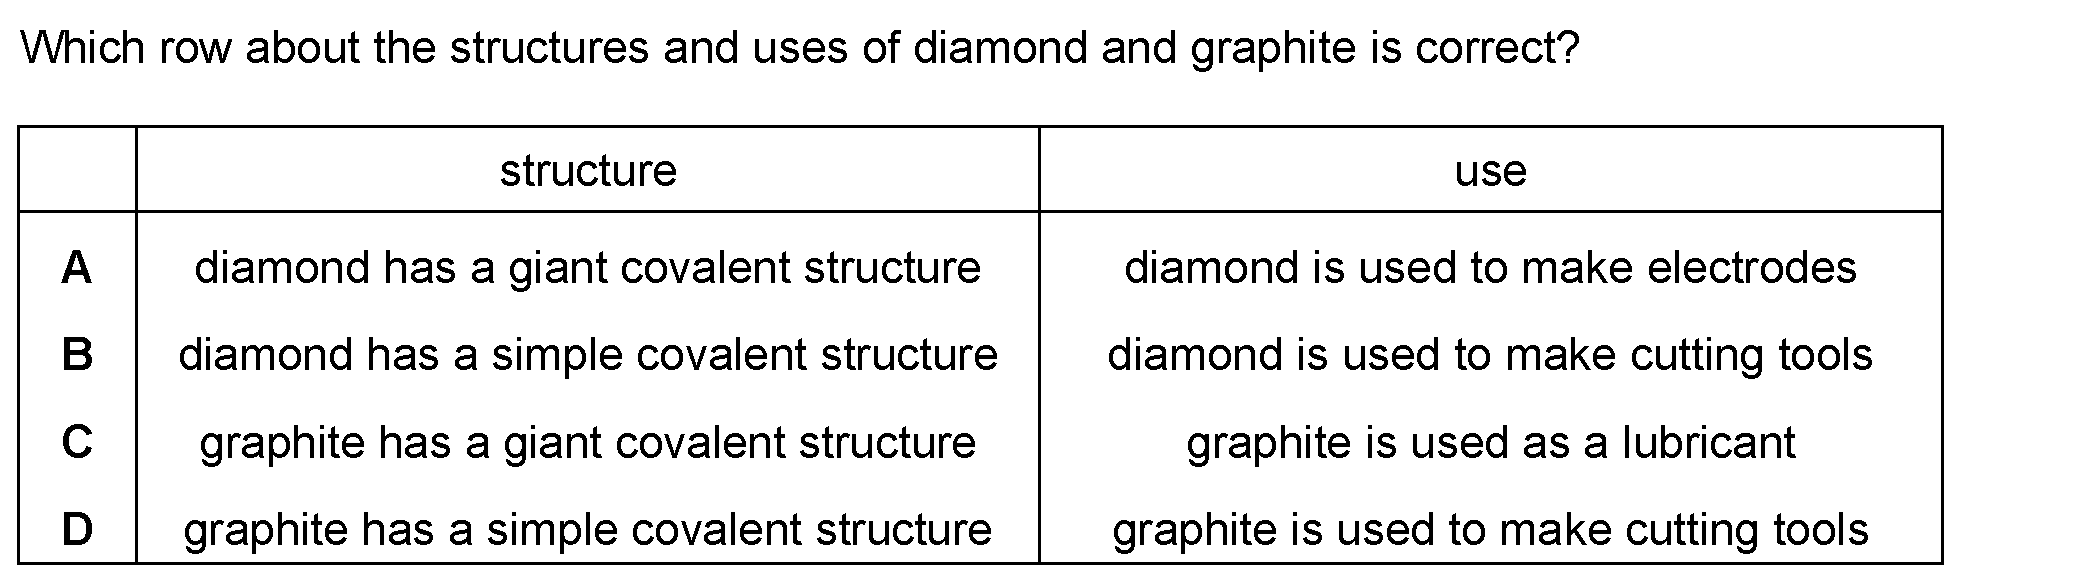 Which row about the structures and uses of diamond and graphite is correct?
structure use
A diamond has a giant covalent structure diamond is used to make electrodes
B diamond has a simple covalent structure diamond is used to make cutting tools
C graphite has a giant covalent structure graphite is used as a lubricant
D graphite has a simple covalent structure graphite is used to make cutting tools